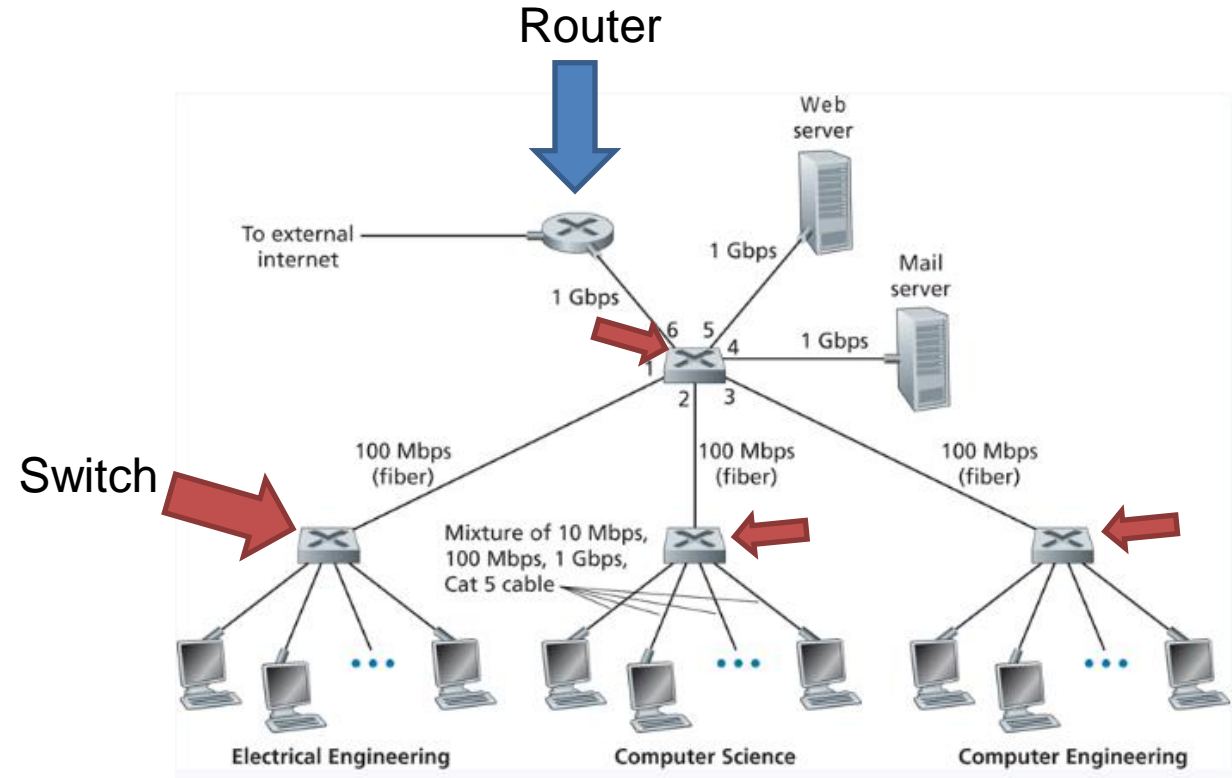 Router
Web
server
To external
internet
1 Gbps
Mail
server
1 Gbps
6 5
4
1 Gbps
1
2 3
100 Mbps
(fiber)
100 Mbps
(fiber)
100 Mbps
(fiber)
Switch
Mixture of 10 Mbps,
100 Mbps, 1 Gbps,
Cat 5 cable
Electrical Engineering
Computer Science
Computer Engineering